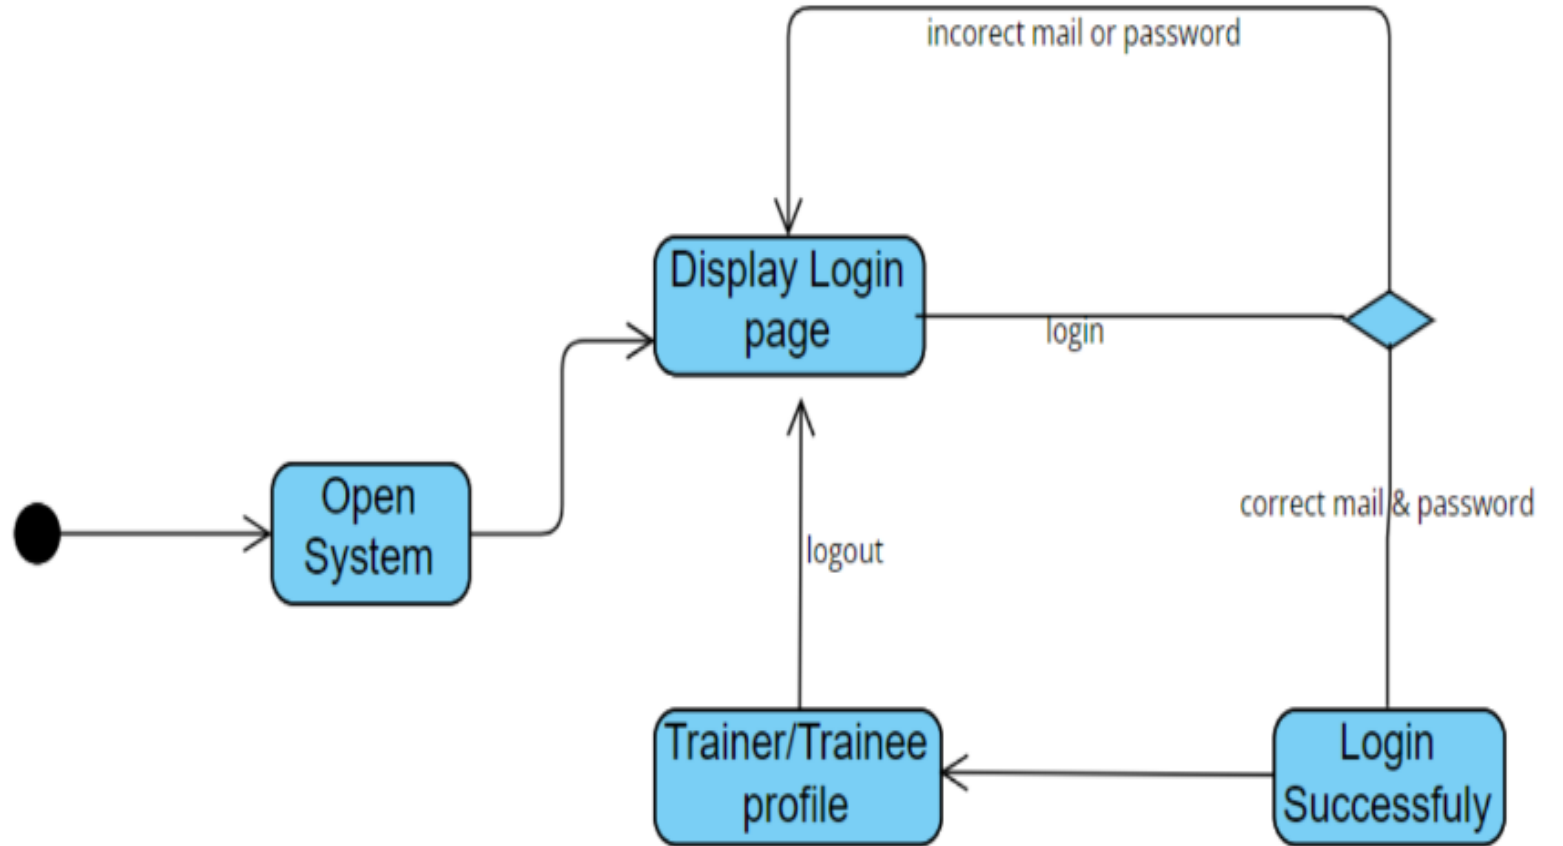 incorect mail or password
Display Login
page
login
Open
System
correct mail & password
logout
Trainer/Trainee
profile
Login
Successfuly